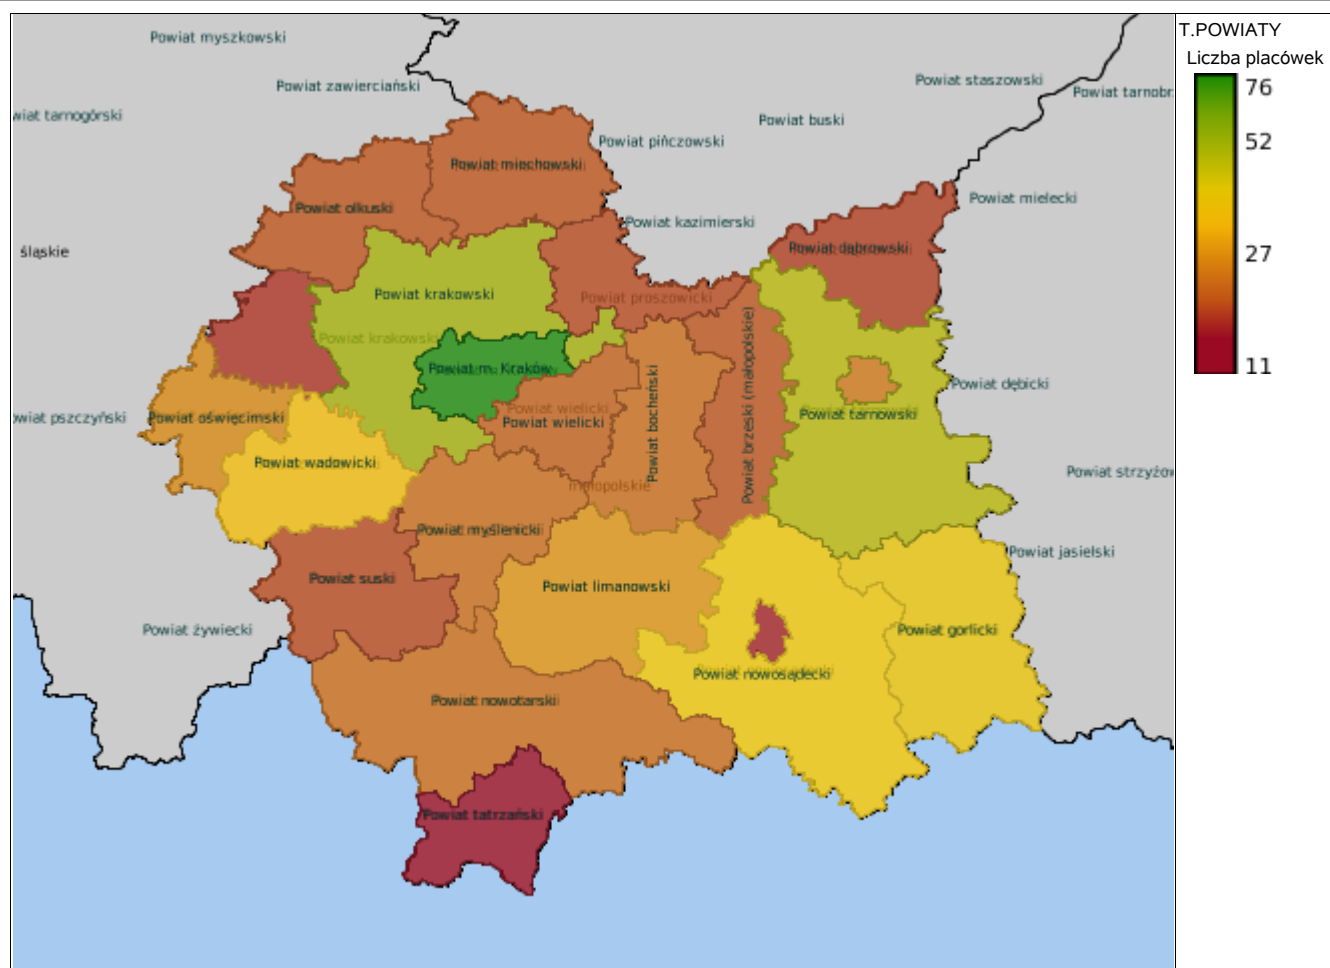 T.POWIATY
Liczba placówek
76
52
27
11
Powiat myszkowski
Powiat zawierciański
Powiat staszowski
Powiat tarnobr
wiat tarnogórski
Powiat buski
Powiat pińczowski
Powiat miechowski
Powiat mielecki
Powiat olkuski
Powiat kazimierski
śląskie
Powiat dąbrowski
Powiat krakowski
Powiat proszowicki
Powiat krakowski
Powiat m. Kraków
Powiat brzeski (małopolskie)
Powiat bocheński
Powiat dębicki
Powiat wielicki
Powiat wielicki
owiat pszczyński
Powiat oświęcimski
Powiat tarnowski
Powiat wadowicki
Powiat strzyżow
małopolskie
Powiat myślenicki
Powiat jasielski
Powiat suski
Powiat limanowski
Powiat żywiecki
Powiat gorlicki
Powiat nowosądecki
Powiat nowotarski
Powiat tatrzański